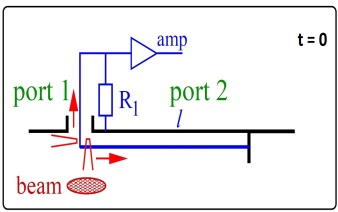 amp
t = 0
port 1
R1
port 2
l
beam